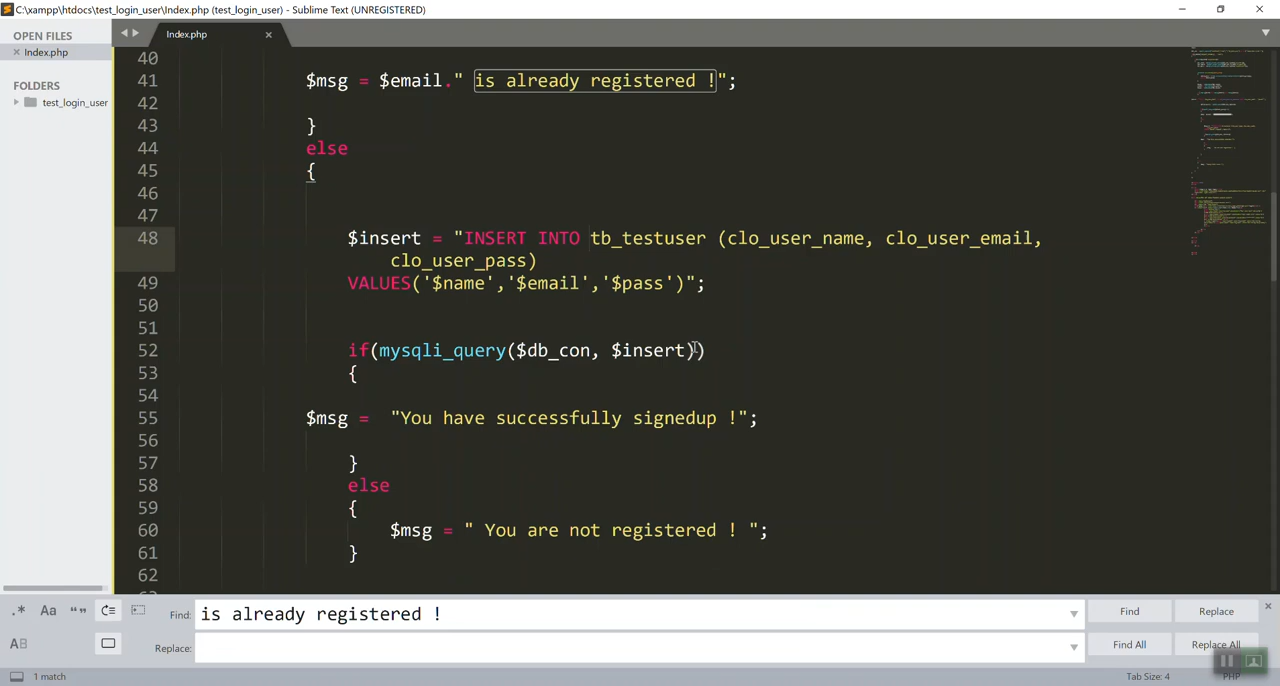 C:\xampp\htdocs\test_login_user\Index.php (test_login_user) - Sublime Text (UNREGISTERED)
OPEN FILES
Index.php
FOLDERS
test_login_user
Index.php
40
41 $msg = $email." is already registered !";
42
43 }
44 else
45 {
46
47
48 $insert = "INSERT INTO tb_testuser (clo_user_name, clo_user_email,
clo_user_pass)
49 VALUES('$name','$email','$pass')";
50
51
52 if(mysqli_query($db_con, $insert))
53 {
54
55 $msg = "You have successfully signedup !";
56
57 }
58 else
59 {
60 $msg = " You are not registered ! ";
61 }
62
Find: is already registered !
Find Replace
Replace:
Find All Replace All
1 match
Tab Size: 4 PHP